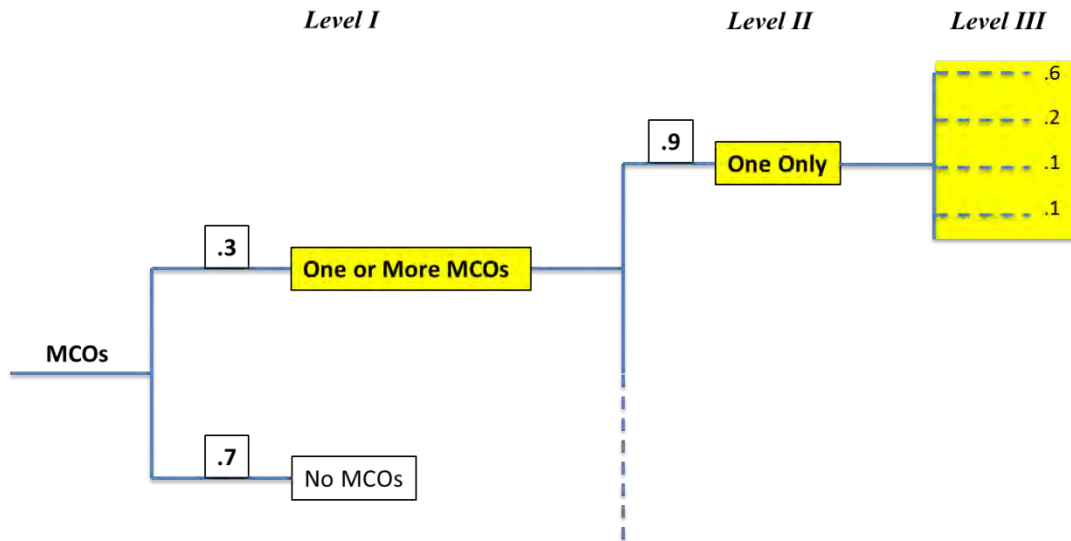 Level I
Level II
Level III
.6
.2
.9
One Only
.1
.1
.3
One or More MCOs
MCOs
.7
No MCOs